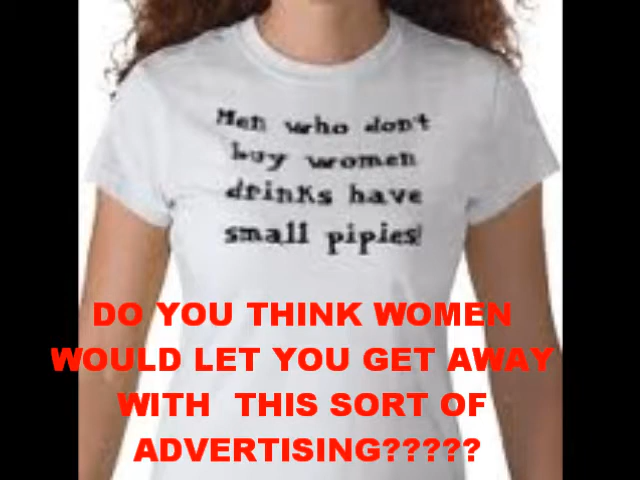 Men who don't
buy women
drinks have
small pipies!
DO YOU THINK WOMEN
WOULD LET YOU GET AWAY
WITH THIS SORT OF
ADVERTISING?????